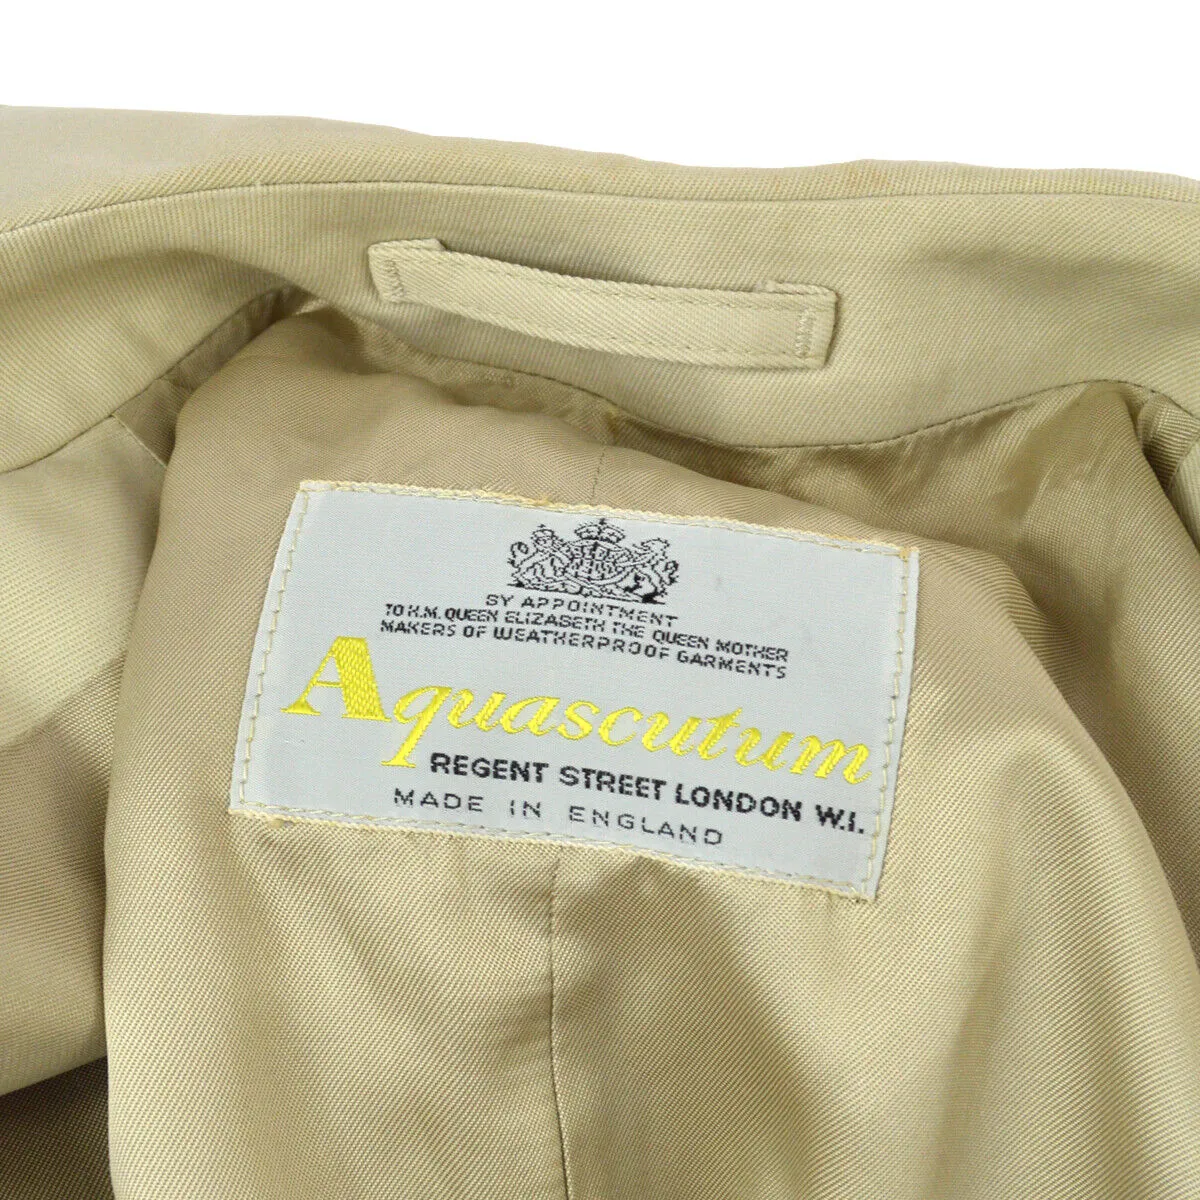 BY APPOINTMENT
TO H.M. QUEEN ELIZABETH THE QUEEN MOTHER
MAKERS OF WEATHERPROOF GARMENTS
Aquascutum
REGENT STREET LONDON W.I.
MADE IN ENGLAND